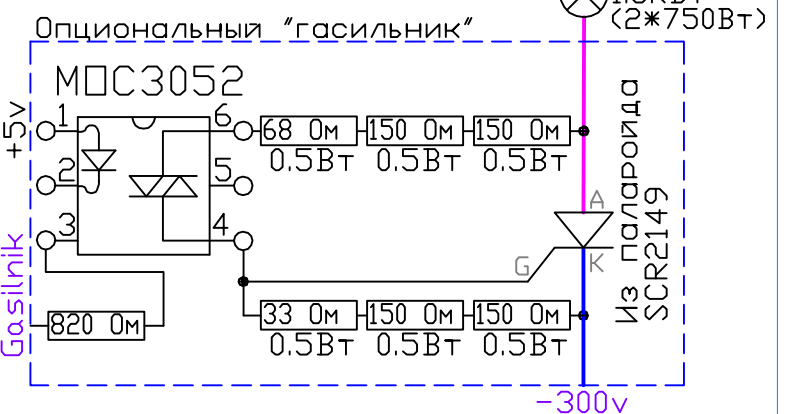 (2*750Вт)
Опциональный "гасильник"
MOC3052
+5v
1
2
3
6
5
4
68 Ом
150 Ом
150 Ом
0.5Вт
0.5Вт
0.5Вт
A
G
K
Из палароида
SCR2149
Gasilnik
820 Ом
33 Ом
150 Ом
150 Ом
0.5Вт
0.5Вт
0.5Вт
-300v